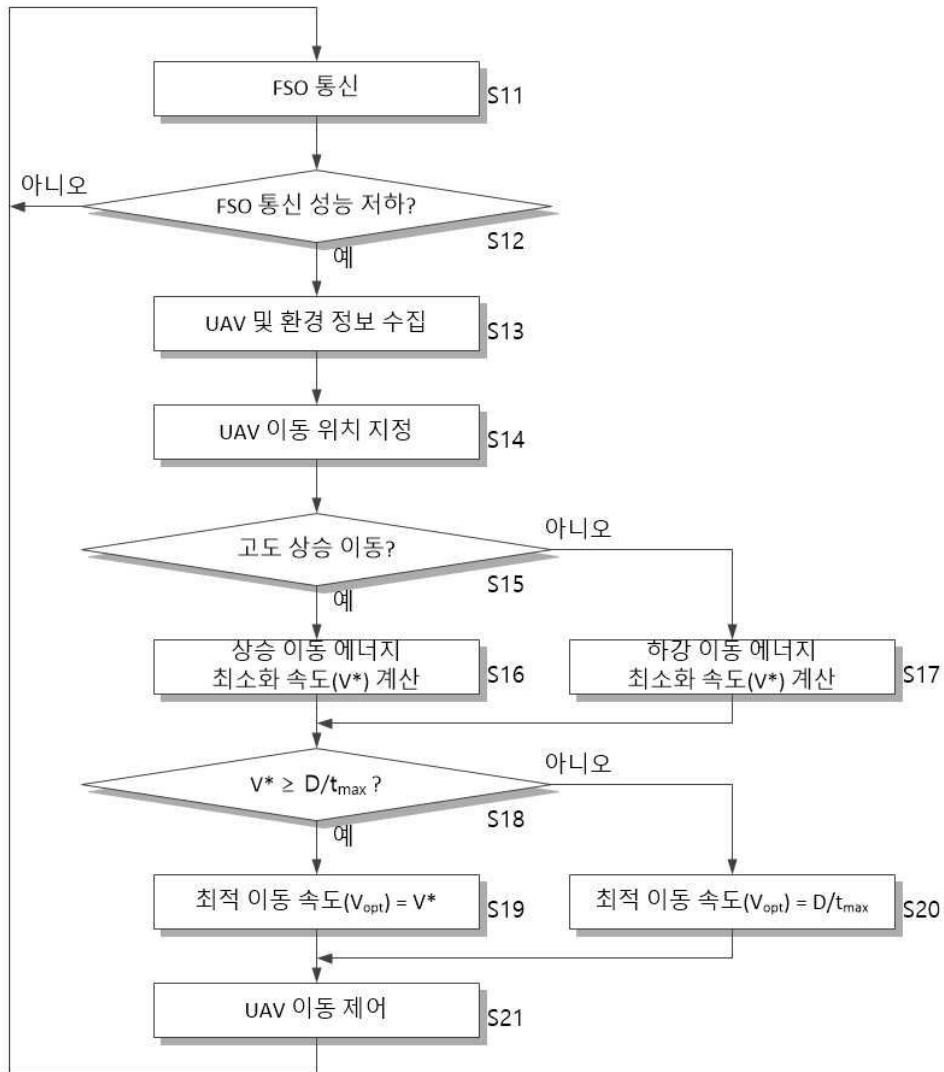 FSO 통신
S11
아니오
FSO 통신 성능 저하?
S12
예
UAV 및 환경 정보 수집
S13
UAV 이동 위치 지정
S14
고도 상승 이동?
아니오
S15
예
상승 이동 에너지
최소화 속도(V*) 계산
S16
하강 이동 에너지
최소화 속도(V*) 계산
S17
V* ≥ D/tmax ?
아니오
S18
예
최적 이동 속도(Vopt) = V*
S19
최적 이동 속도(Vopt) = D/tmax
S20
UAV 이동 제어
S21